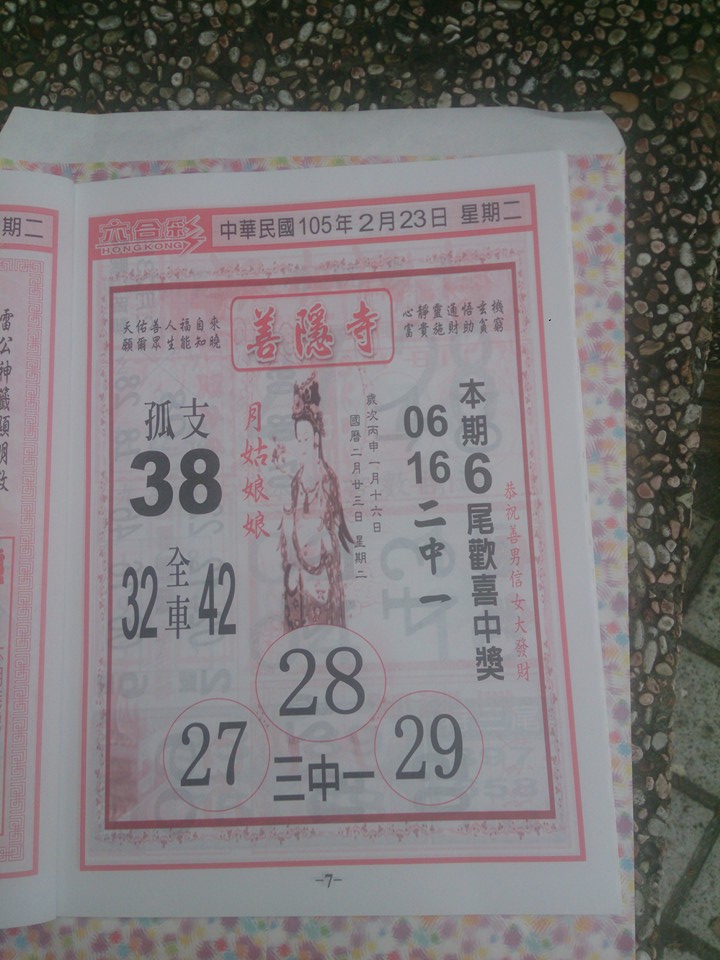 六合彩
HONGKONG
中華民國105年2月23日 星期二
期二
天佑善人福自來
願爾眾生能知曉
善隱寺
心靜靈通悟玄機
富貴施財助貧窮
本期6尾歡喜中獎
恭祝善男信女大發財
06
16
二中一
歲次丙申一月十六日
國曆二月廿三日 星期二
月姑娘娘
孤支
38
全車
32 42
28
27 29
三中一
-7-